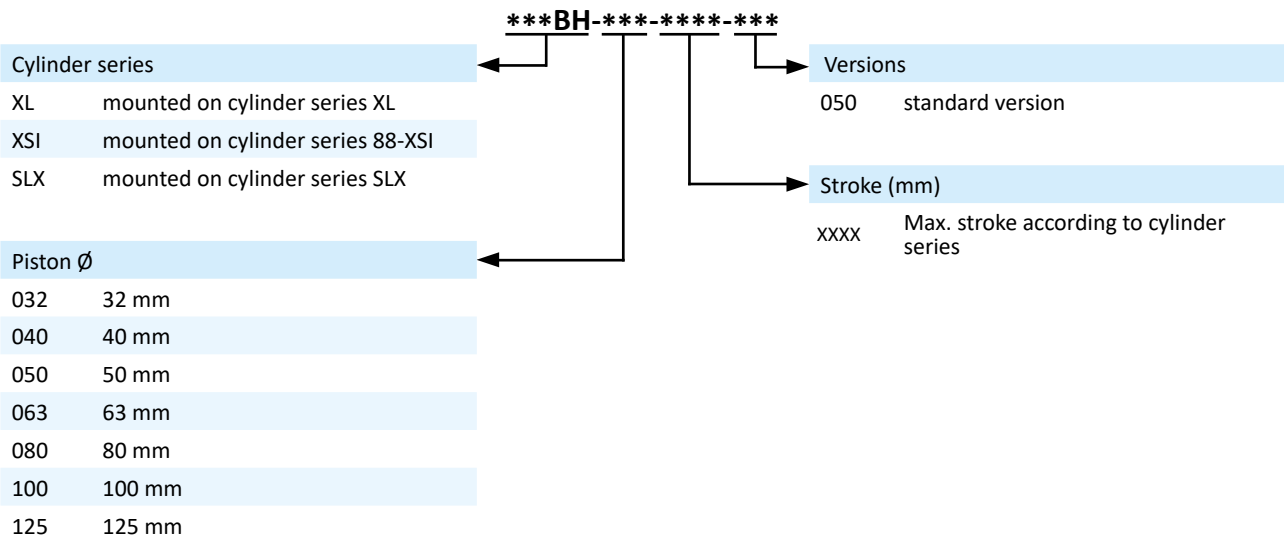 ***BH-***-****-***
Cylinder series
XL mounted on cylinder series XL
XSI mounted on cylinder series 88-XSI
SLX mounted on cylinder series SLX
Piston Ø
032 32 mm
040 40 mm
050 50 mm
063 63 mm
080 80 mm
100 100 mm
125 125 mm
Versions
050 standard version
Stroke (mm)
XXXX Max. stroke according to cylinder
series